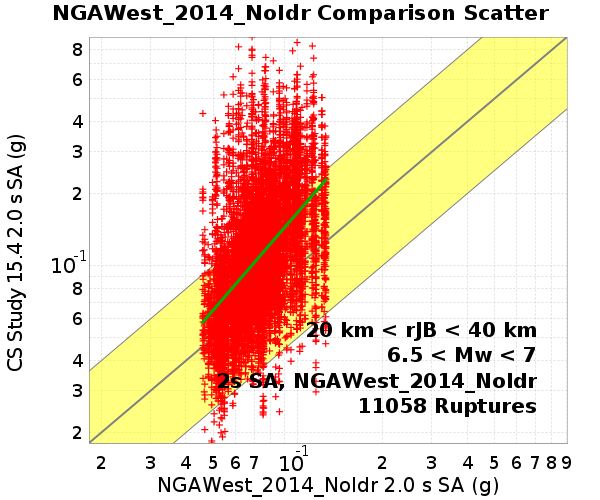 NGAWest_2014_NoIdr Comparison Scatter
CS Study 15.4 2.0 s SA (g)
8
6
4
3
2
10-1
8
6
4
3
2
20 km < rJB < 40 km
6.5 < Mw < 7
2s SA, NGAWest_2014_NoIdr
11058 Ruptures
2 3 4 5 6 7 10-1 2 3 4 5 6 7 8 9
NGAWest_2014_NoIdr 2.0 s SA (g)